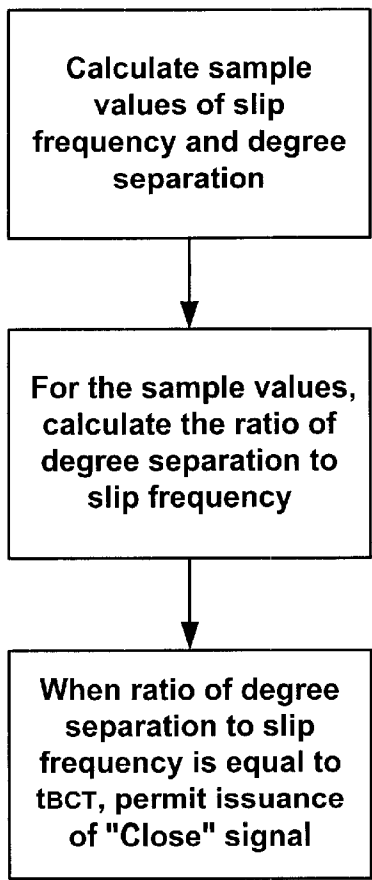 Calculate sample
values of slip
frequency and degree
separation
For the sample values,
calculate the ratio of
degree separation to
slip frequency
When ratio of degree
separation to slip
frequency is equal to
tBCT, permit issuance
of "Close" signal